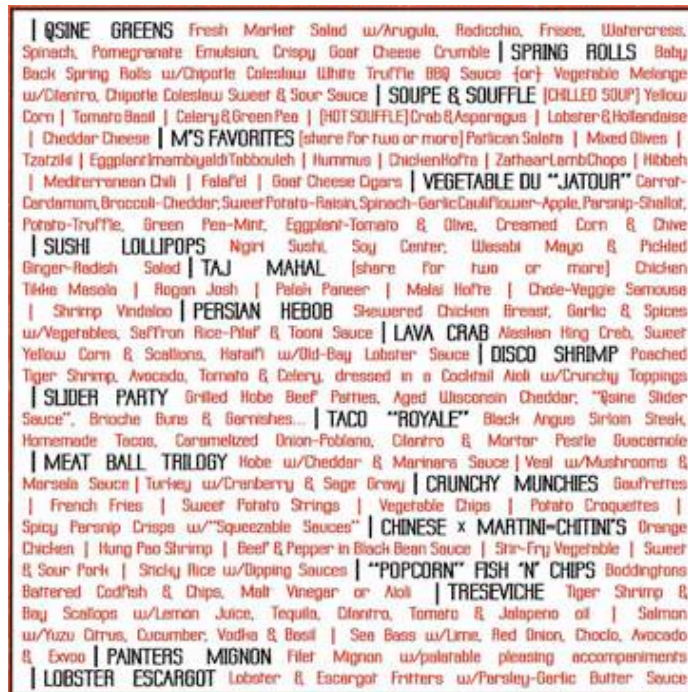 | QSINE GREENS Fresh Market Salad w/Arugula, Radicchio, Frisee, Watercress,
Spinach, Pomegranate Emulsion, Crispy Goat Cheese Crumble | SPRING ROLLS Baby
Back Spring Rolls w/Chipotle Coleslaw White Truffle BBQ Sauce {or} Vegetable Melange
w/Cilantro, Chipotle Coleslaw Sweet & Sour Sauce | SOUPE & SOUFFLE [CHILLED SOUP] Yellow
Corn | Tomato Basil | Celery & Green Pea | [HOT SOUFFLE] Crab & Asparagus | Lobster & Hollandaise
| Cheddar Cheese | M'S FAVORITES [share for two or more] Patlican Salata | Mixed Olives |
Tzatziki | Eggplant Imambiyaldi Tabbouleh | Hummus | Chicken Kofta | Zathaar Lamb Chops | Kibbeh
| Mediterranean Chili | Falafel | Goat Cheese Cigars | VEGETABLE DU "JATOUR" Carrot-
Cardamom, Broccoli-Cheddar, Sweet Potato-Raisin, Spinach-Garlic Cauliflower-Apple, Parsnip-Shallot,
Potato-Truffle, Green Pea-Mint, Eggplant-Tomato & Olive, Creamed Corn & Chive
| SUSHI LOLLIPOPS Nigiri Sushi, Soy Center, Wasabi Mayo & Pickled
Ginger-Radish Salad | TAJ MAHAL [share for two or more] Chicken
Tikka Masala | Rogan Josh | Palak Paneer | Malai Kofta | Chole-Veggie Samousa
| Shrimp Vindaloo | PERSIAN KEBOB Skewered Chicken Breast, Garlic & Spices
w/Vegetables, Saffron Rice-Pilaf & Tooni Sauce | LAVA CRAB Alaskan King Crab, Sweet
Yellow Corn & Scallions, Kataifi w/Old-Bay Lobster Sauce | DISCO SHRIMP Poached
Tiger Shrimp, Avocado, Tomato & Celery, dressed in a Cocktail Aioli w/Crunchy Toppings
| SLIDER PARTY Grilled Kobe Beef Patties, Aged Wisconsin Cheddar, "Qsine Slider
Sauce", Brioche Buns & Garnishes... | TACO "ROYALE" Black Angus Sirloin Steak,
Homemade Tacos, Caramelized Onion-Poblano, Cilantro & Mortar Pestle Guacamole
| MEAT BALL TRILOGY Kobe w/Cheddar & Marinara Sauce | Veal w/Mushrooms &
Marsala Sauce | Turkey w/Cranberry & Sage Gravy | CRUNCHY MUNCHIES Gaufrettes
| French Fries | Sweet Potato Strings | Vegetable Chips | Potato Croquettes |
Spicy Parsnip Crisps w/"Squeezable Sauces" | CHINESE x MARTINI=CHITINI'S Orange
Chicken | Kung Pao Shrimp | Beef & Pepper in Black Bean Sauce | Stir-Fry Vegetable | Sweet
& Sour Pork | Sticky Rice w/Dipping Sauces | "POPCORN" FISH 'N' CHIPS Boddingtons
Battered Codfish & Chips, Malt Vinegar or Aioli | TRESEVICHE Tiger Shrimp &
Bay Scallops w/Lemon Juice, Tequila, Cilantro, Tomato & Jalapeno oil | Salmon
w/Yuzu Citrus, Cucumber, Vodka & Basil | Sea Bass w/Lime, Red Onion, Choclo, Avocado
& Exvoo | PAINTERS MIGNON Filet Mignon w/palatable pleasing accompaniments
| LOBSTER ESCARGOT Lobster & Escargot Fritters w/Parsley-Garlic Butter Sauce